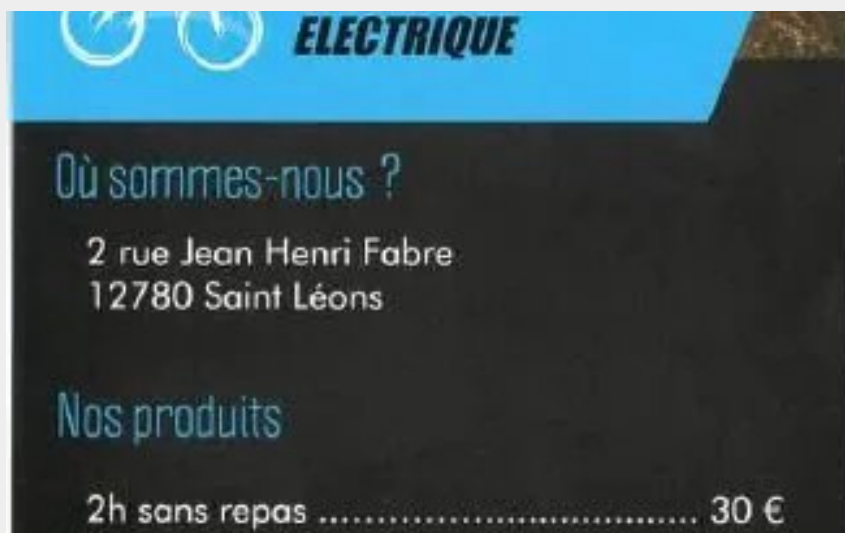 ELECTRIQUE
Où sommes-nous ?
2 rue Jean Henri Fabre
12780 Saint Léons
Nos produits
2h sans repas ........................................ 30 €